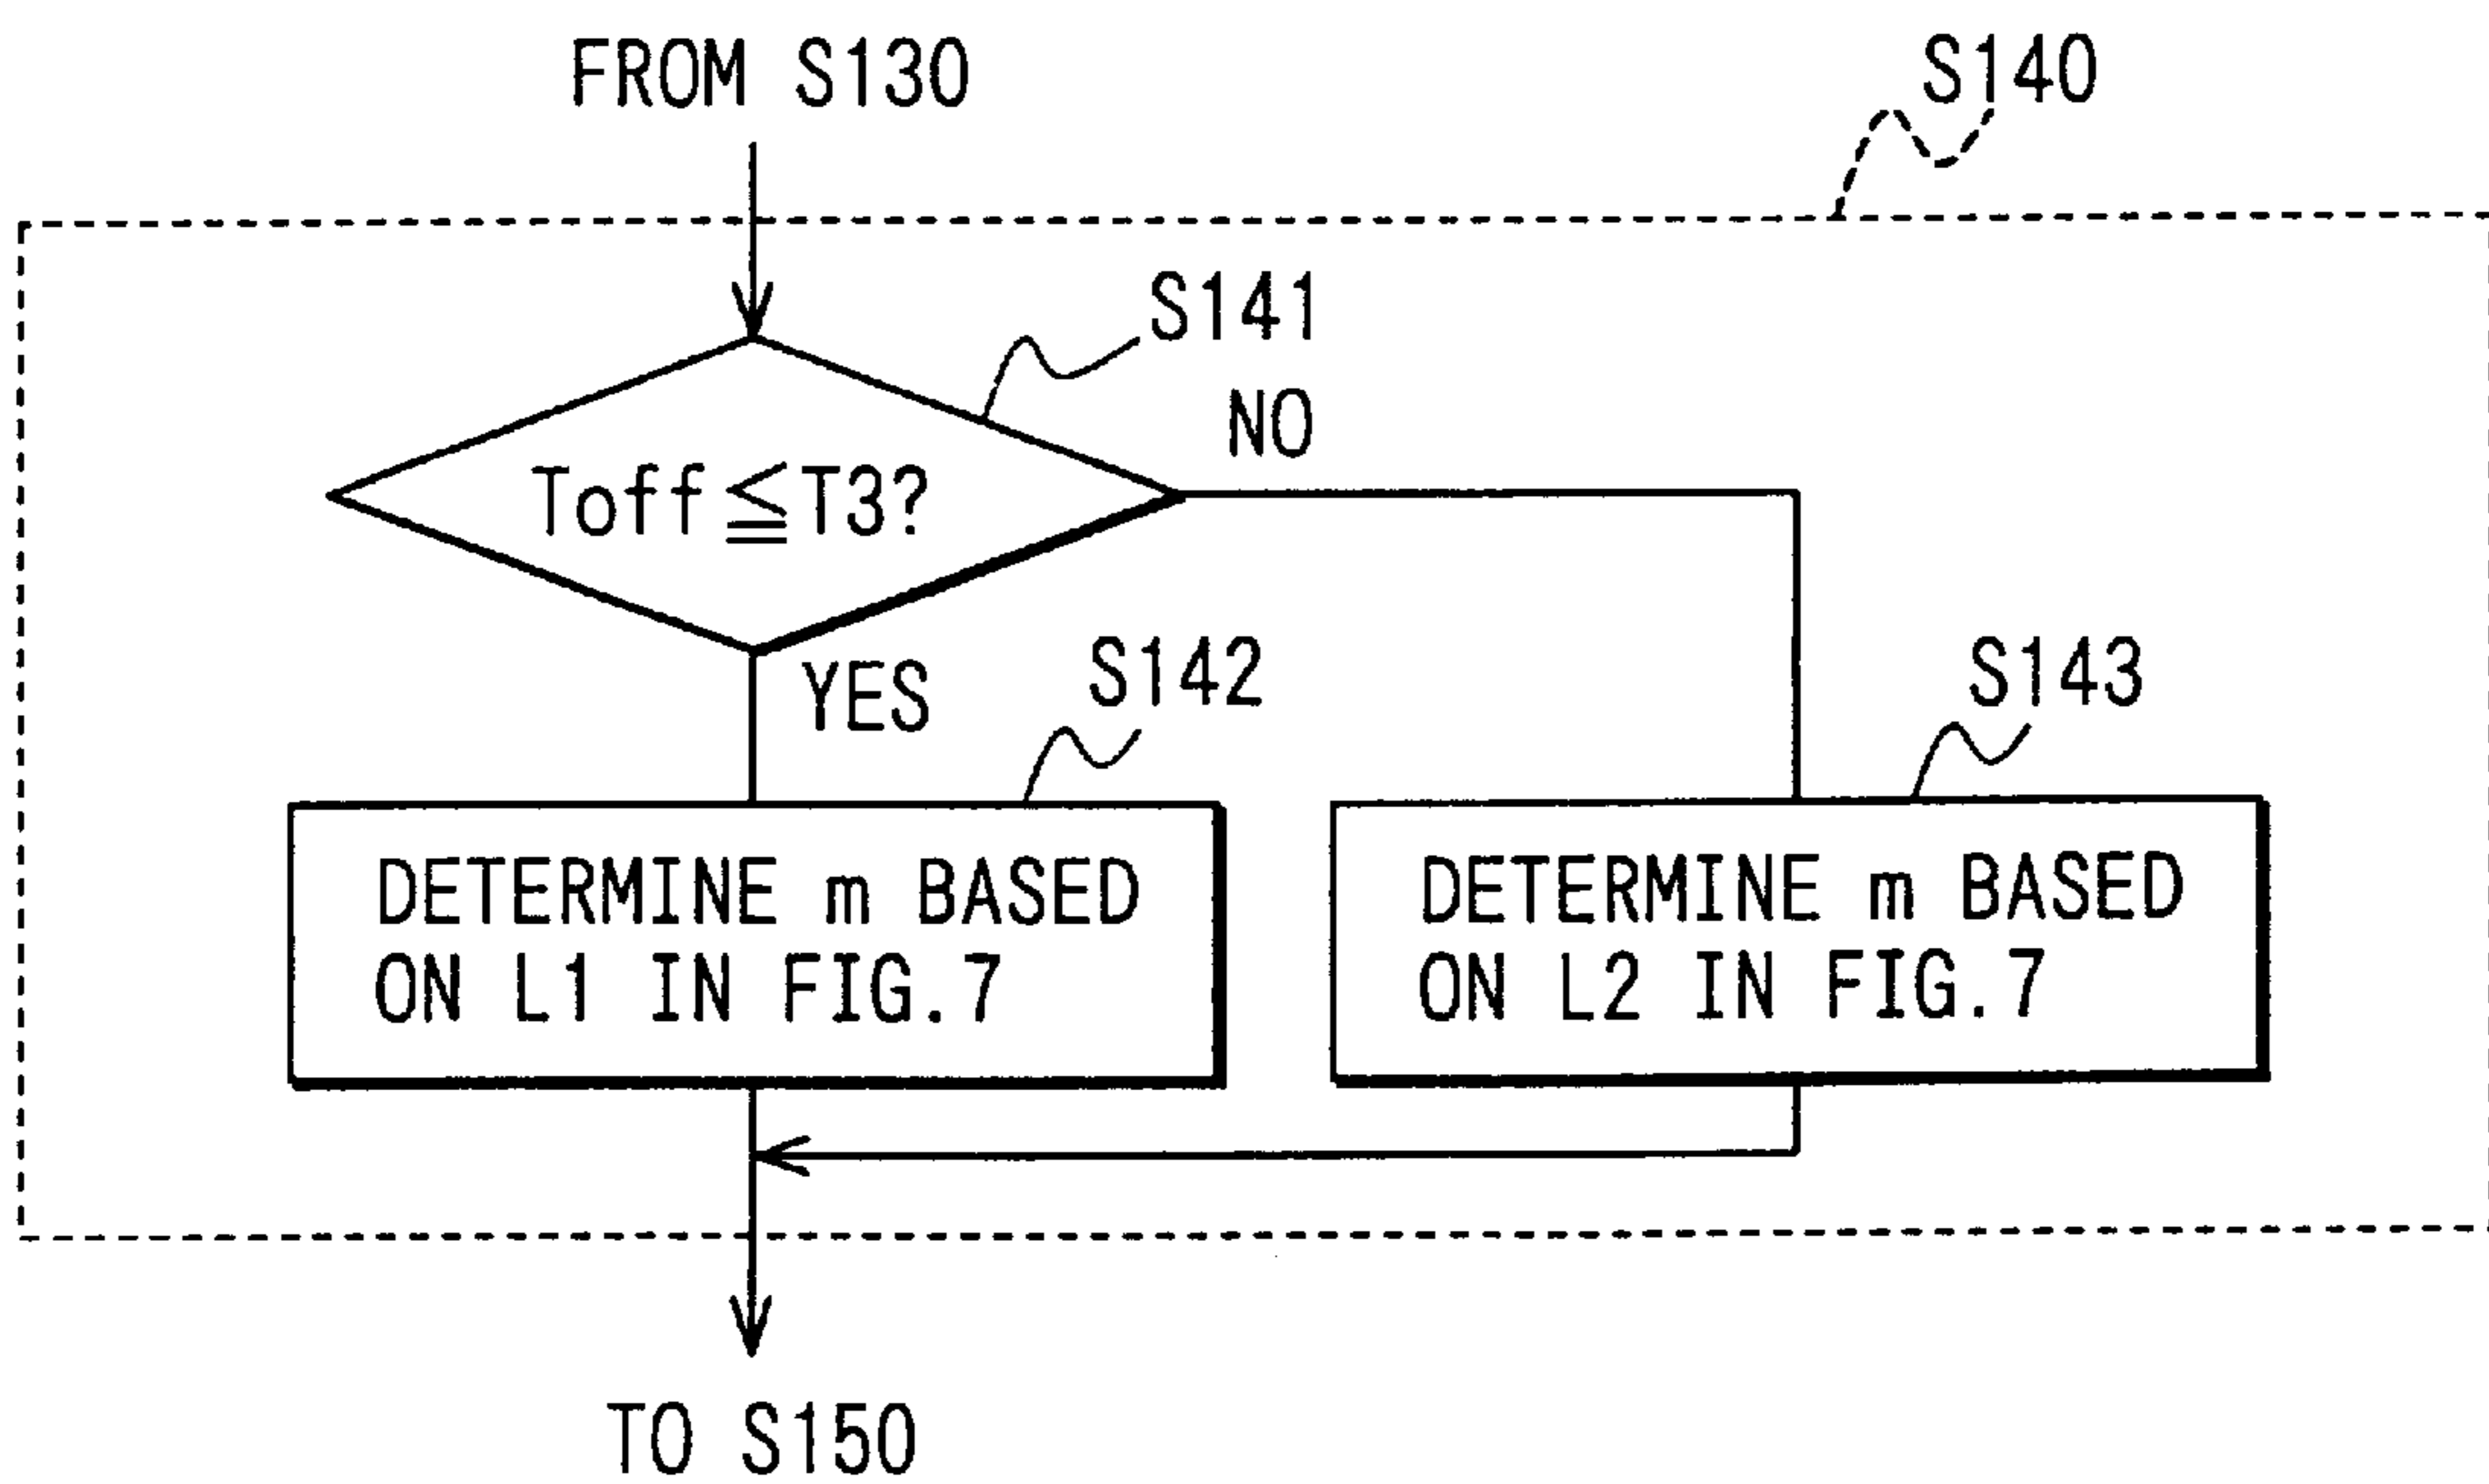 FROM S130
S140
S141
NO
Toff≦T3?
YES
S142
S143
DETERMINE m BASED
ON L1 IN FIG.7
DETERMINE m BASED
ON L2 IN FIG.7
TO S150